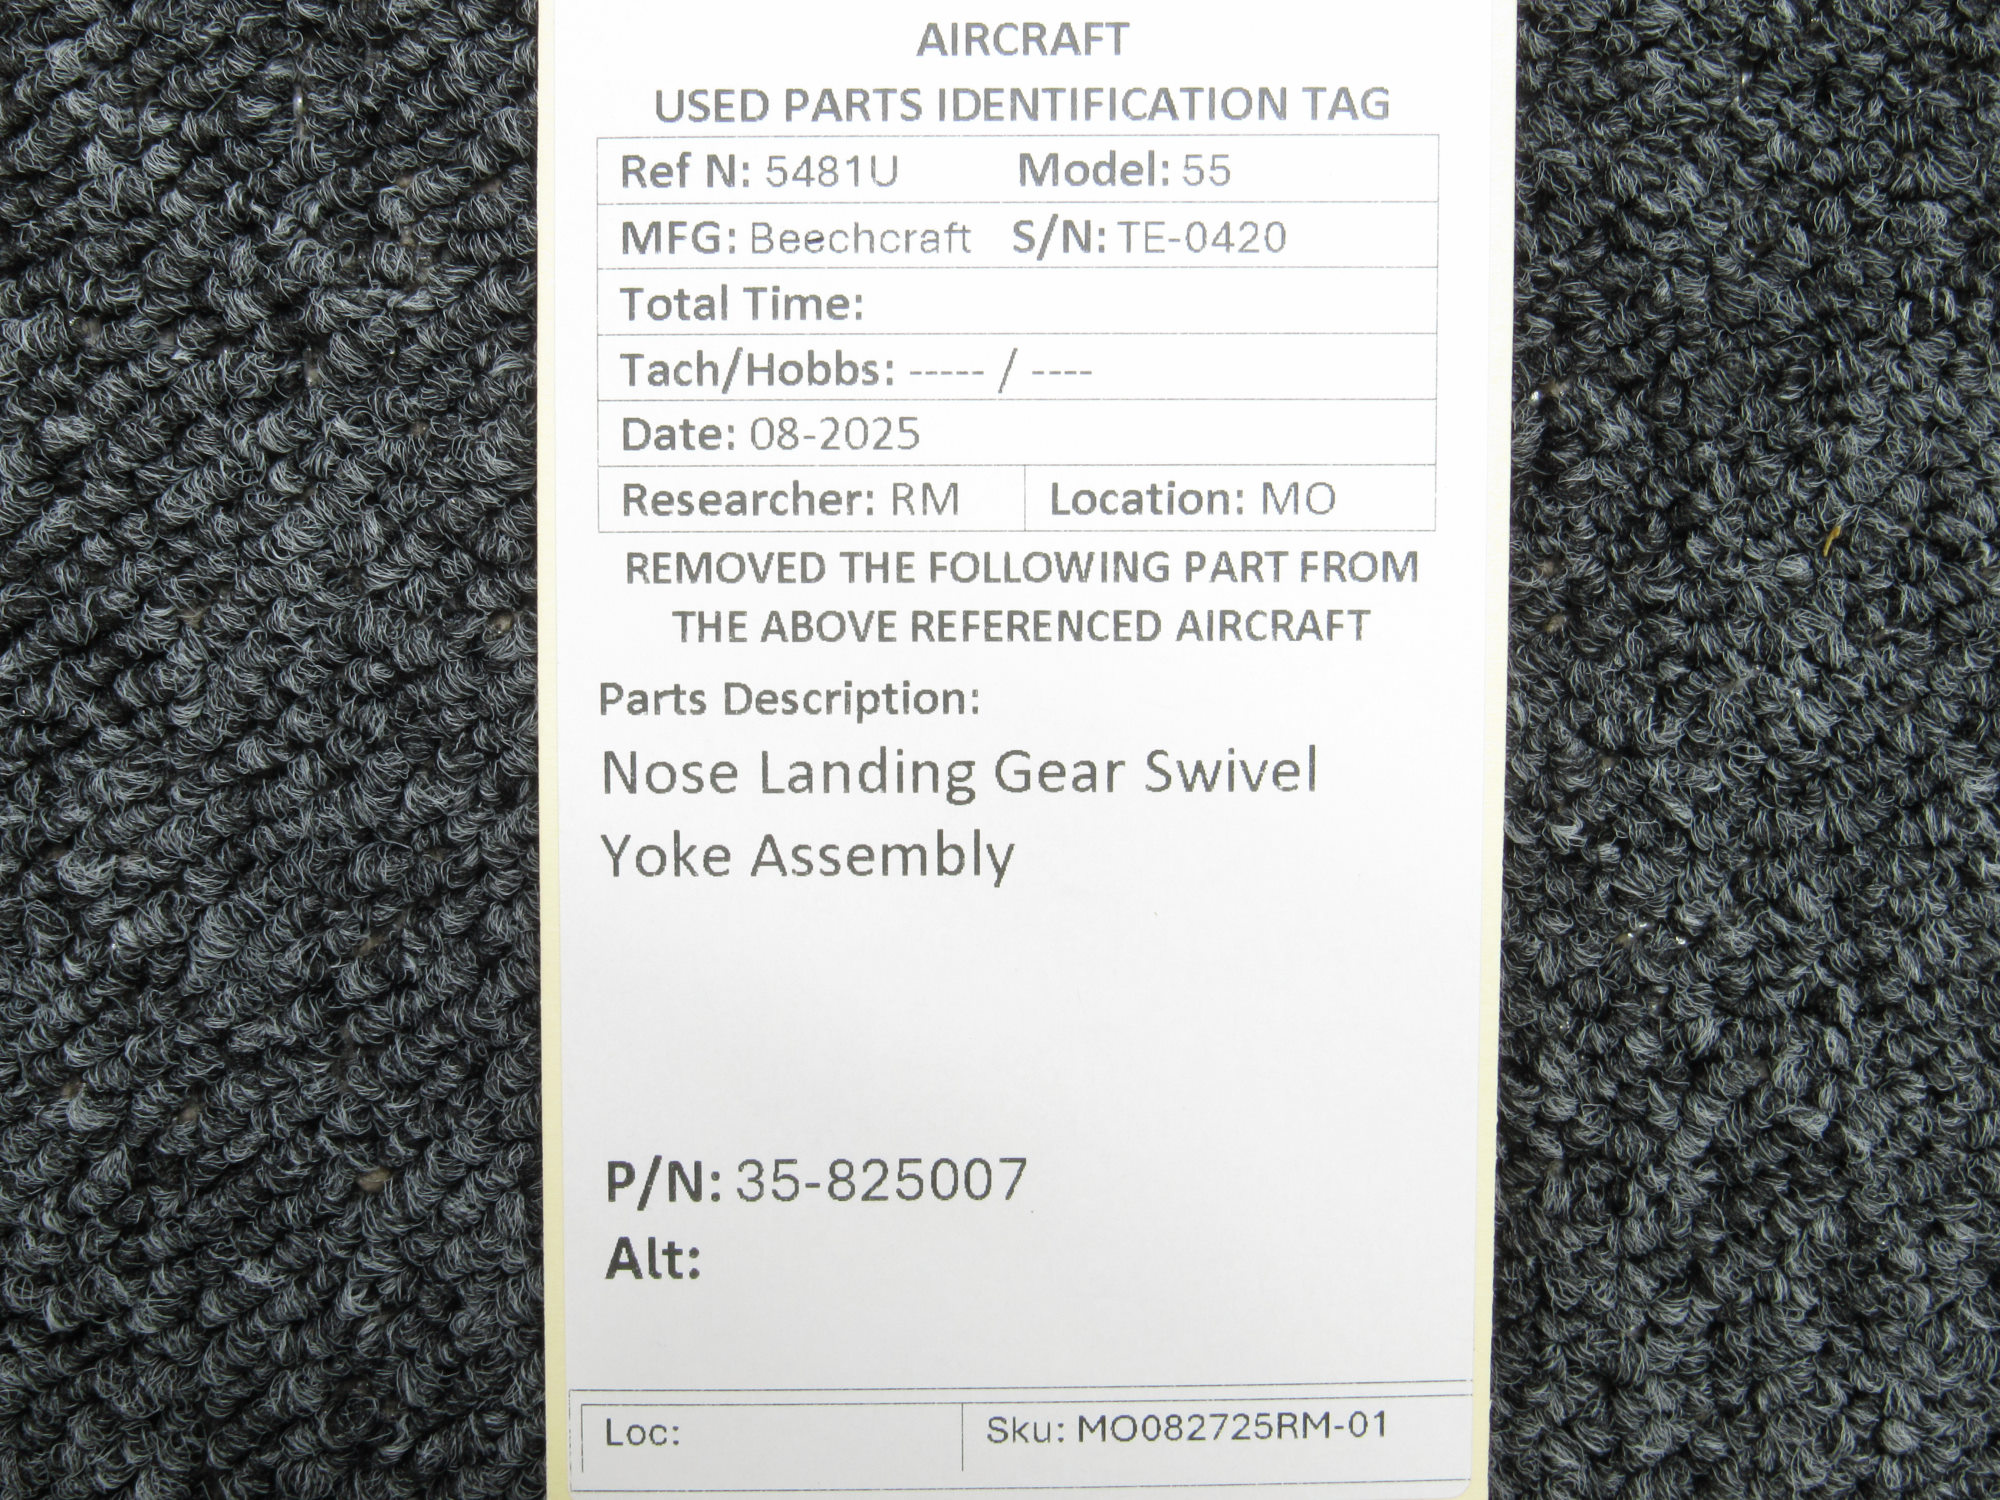 AIRCRAFT
USED PARTS IDENTIFICATION TAG
Ref N: 5481U Model: 55
MFG: Beechcraft S/N: TE-0420
Total Time:
Tach/Hobbs: ----- / ----
Date: 08-2025
Researcher: RM Location: MO
REMOVED THE FOLLOWING PART FROM
THE ABOVE REFERENCED AIRCRAFT
Parts Description:
Nose Landing Gear Swivel
Yoke Assembly
P/N: 35-825007
Alt:
Loc: Sku: MO082725RM-01